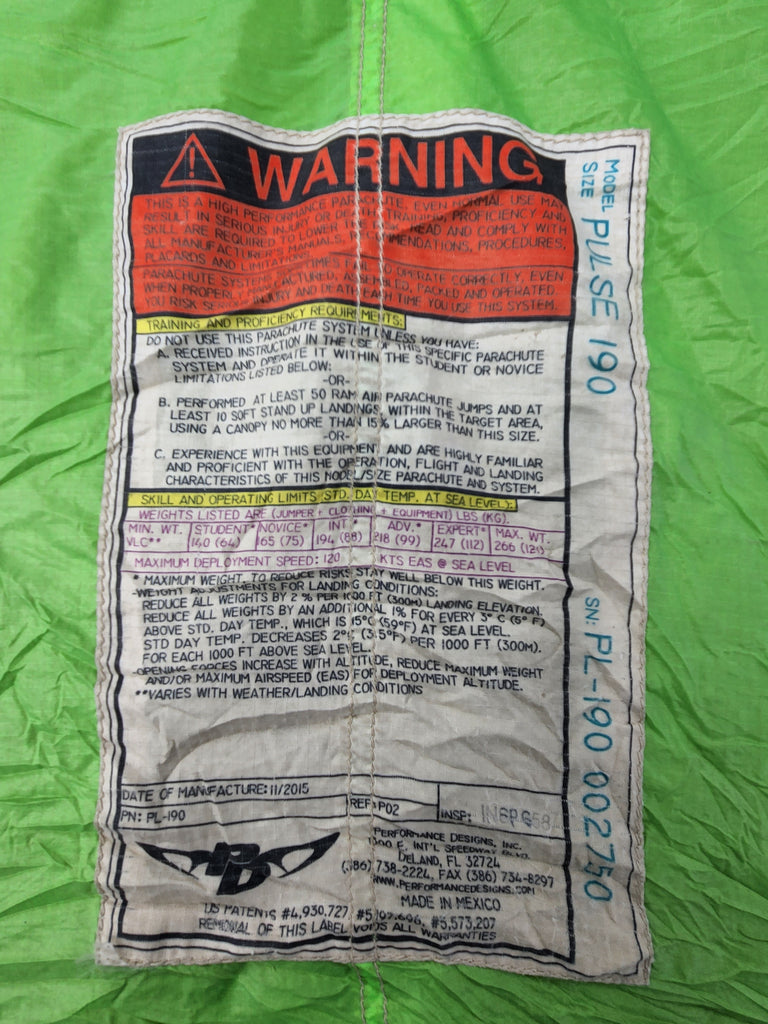 WARNING
THIS IS A HIGH PERFORMANCE PARACHUTE, EVEN NORMAL USE MAY
RESULT IN SERIOUS INJURY OR DEATH. TRAINING, PROFICIENCY AND
SKILL ARE REQUIRED TO LOWER THE RISK. READ AND COMPLY WITH
ALL MANUFACTURER'S MANUALS, RECOMMENDATIONS, PROCEDURES,
PLACARDS AND LIMITATIONS.
PARACHUTE SYSTEMS SOMETIMES FAIL TO OPERATE CORRECTLY, EVEN
WHEN PROPERLY MANUFACTURED, ASSEMBLED, PACKED AND OPERATED.
YOU RISK SERIOUS INJURY AND DEATH EACH TIME YOU USE THIS SYSTEM.
TRAINING AND PROFICIENCY REQUIREMENTS:
DO NOT USE THIS PARACHUTE SYSTEM UNLESS YOU HAVE:
A. RECEIVED INSTRUCTION IN THE USE OF THIS SPECIFIC PARACHUTE
SYSTEM AND OPERATE IT WITHIN THE STUDENT OR NOVICE
LIMITATIONS LISTED BELOW:
-OR-
B. PERFORMED AT LEAST 50 RAM AIR PARACHUTE JUMPS AND AT
LEAST 10 SOFT STAND UP LANDINGS, WITHIN THE TARGET AREA,
USING A CANOPY NO MORE THAN 15% LARGER THAN THIS SIZE.
-OR-
C. EXPERIENCE WITH THIS EQUIPMENT AND ARE HIGHLY FAMILIAR
AND PROFICIENT WITH THE OPERATION, FLIGHT AND LANDING
CHARACTERISTICS OF THIS MODEL/SIZE PARACHUTE AND SYSTEM.
SKILL AND OPERATING LIMITS (STD. DAY TEMP. AT SEA LEVEL):
WEIGHTS LISTED ARE (JUMPER + CLOTHING + EQUIPMENT) LBS (KG).
MIN. WT. STUDENT* NOVICE* INT.* ADV.* EXPERT* MAX. WT.
VLC** 140 (64) 165 (75) 194 (88) 218 (99) 247 (112) 266 (121)
MAXIMUM DEPLOYMENT SPEED: 120 KTS EAS @ SEA LEVEL
* MAXIMUM WEIGHT. TO REDUCE RISKS STAY WELL BELOW THIS WEIGHT.
WEIGHT ADJUSTMENTS FOR LANDING CONDITIONS:
REDUCE ALL WEIGHTS BY 2 % PER 1000 FT (300M) LANDING ELEVATION.
REDUCE ALL WEIGHTS BY AN ADDITIONAL 1% FOR EVERY 3° C (5° F)
ABOVE STD. DAY TEMP., WHICH IS 15°C (59°F) AT SEA LEVEL.
STD DAY TEMP. DECREASES 2°C (3.5°F) PER 1000 FT (300M).
FOR EACH 1000 FT ABOVE SEA LEVEL.
OPENING FORCES INCREASE WITH ALTITUDE, REDUCE MAXIMUM WEIGHT
AND/OR MAXIMUM AIRSPEED (EAS) FOR DEPLOYMENT ALTITUDE.
**VARIES WITH WEATHER/LANDING CONDITIONS
DATE OF MANUFACTURE: 11/2015
PN: PL-190
REF: P02
INSP:
PD
PERFORMANCE DESIGNS, INC.
1300 E. INT'L SPEEDWAY BLVD.
DELAND, FL 32724
(386) 738-2224, FAX (386) 734-8297
WWW.PERFORMANCEDESIGNS.COM
MADE IN MEXICO
US PATENTS #4,930,727, #5,573,207
REMOVAL OF THIS LABEL VOIDS ALL WARRANTIES
MODEL
SIZE PULSE 190
SN: PL-190 002750